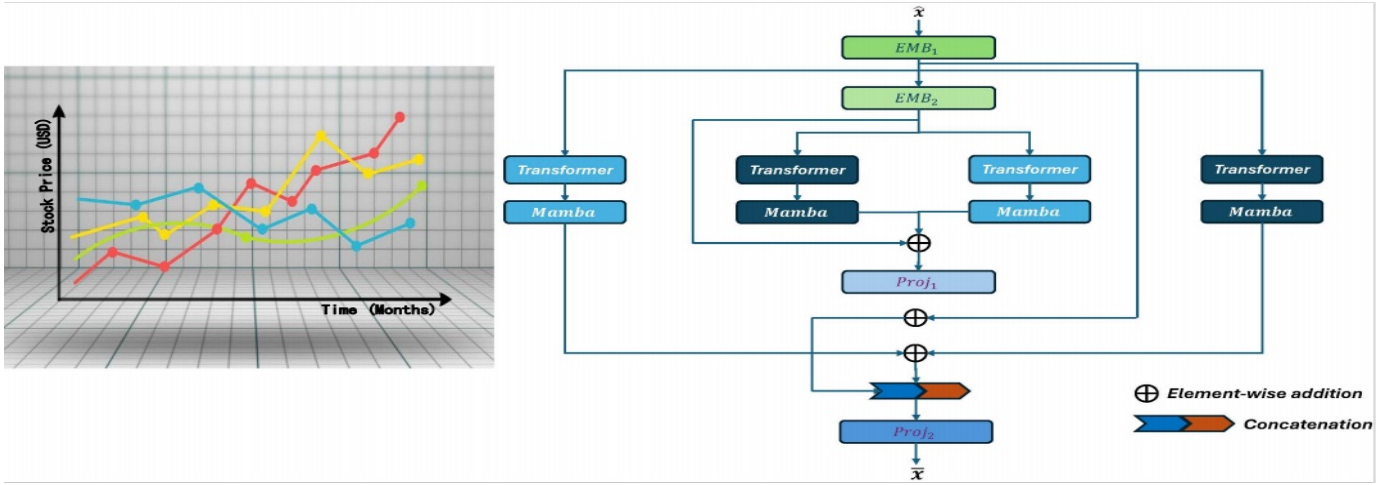 Stock Price (USD)
Time (Months)
x̂
EMB₁
EMB₂
Transformer
Transformer
Transformer
Transformer
Mamba
Mamba
Mamba
Mamba
Proj₁
Element-wise addition
Concatenation
Proj₂
x̄